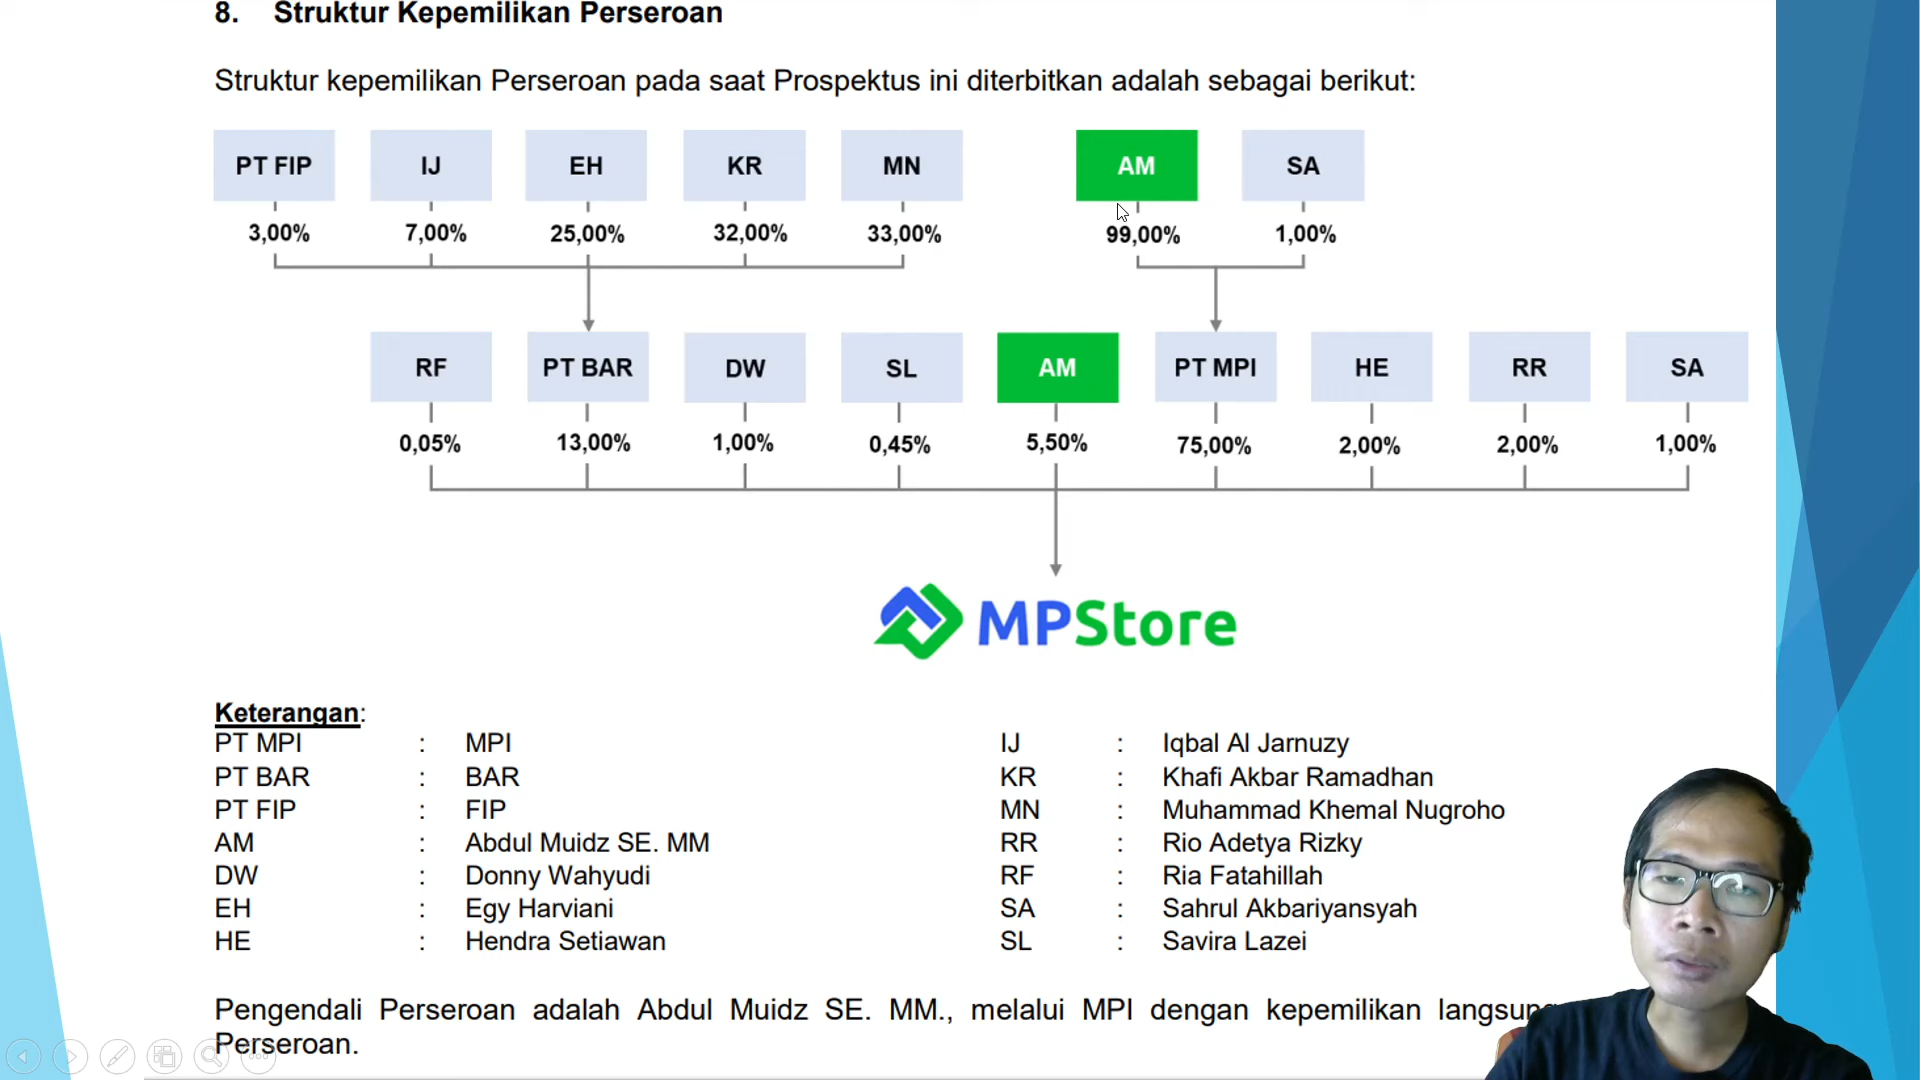 8. Struktur Kepemilikan Perseroan
Struktur kepemilikan Perseroan pada saat Prospektus ini diterbitkan adalah sebagai berikut:
PT FIP IJ EH KR MN AM SA
3,00% 7,00% 25,00% 32,00% 33,00% 99,00% 1,00%
RF PT BAR DW SL AM PT MPI HE RR SA
0,05% 13,00% 1,00% 0,45% 5,50% 75,00% 2,00% 2,00% 1,00%
MPStore
Keterangan:
PT MPI : MPI IJ : Iqbal Al Jarnuzy
PT BAR : BAR KR : Khafi Akbar Ramadhan
PT FIP : FIP MN : Muhammad Khemal Nugroho
AM : Abdul Muidz SE. MM RR : Rio Adetya Rizky
DW : Donny Wahyudi RF : Ria Fatahillah
EH : Egy Harviani SA : Sahrul Akbariyansyah
HE : Hendra Setiawan SL : Savira Lazei
Pengendali Perseroan adalah Abdul Muidz SE. MM., melalui MPI dengan kepemilikan langsung
Perseroan.